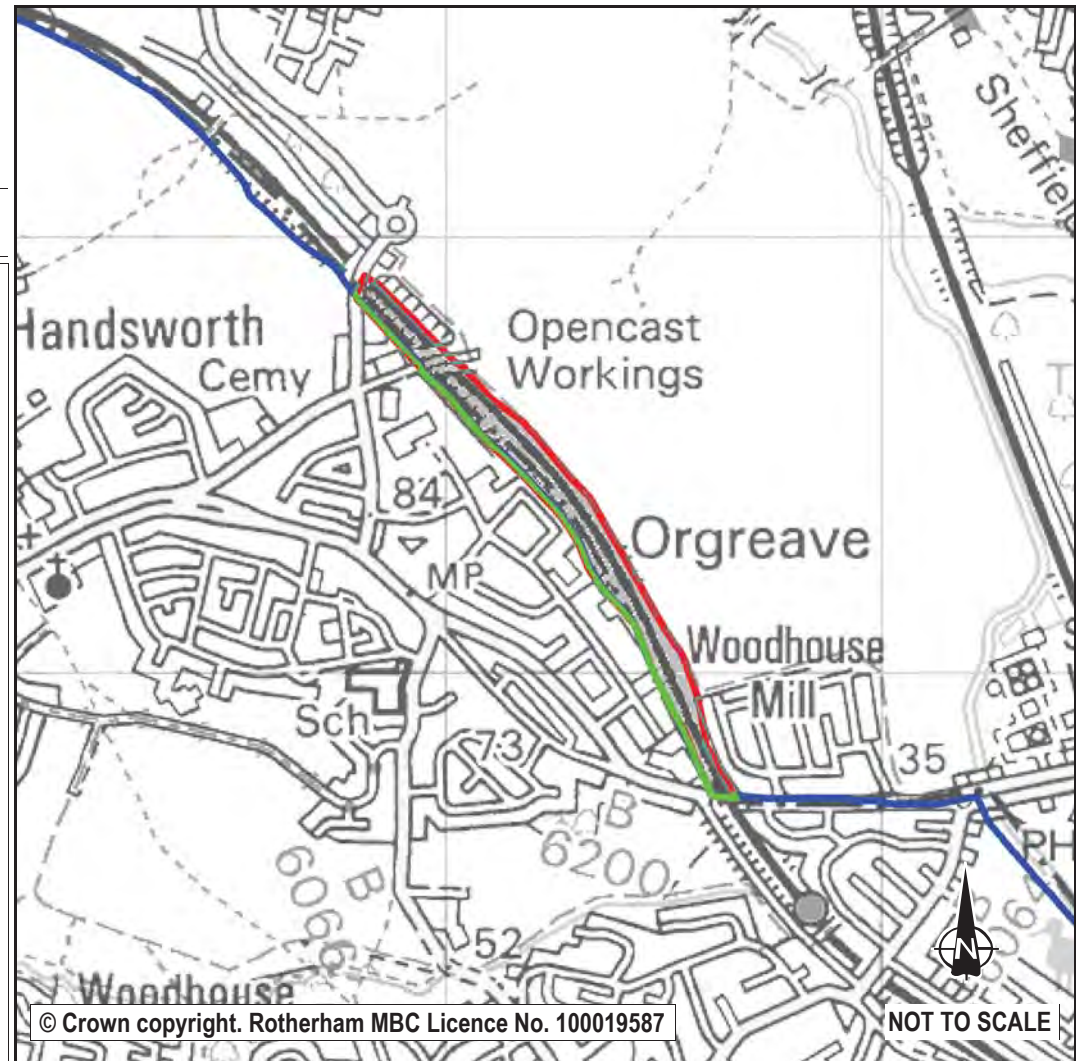 Sheffield
Handsworth
Cemy
Opencast
Workings
84
Orgreave
MP
Woodhouse
Mill
Sch
73
35
B
6200
B
6066
PH
52
N
Woodhouse
© Crown copyright. Rotherham MBC Licence No. 100019587
NOT TO SCALE